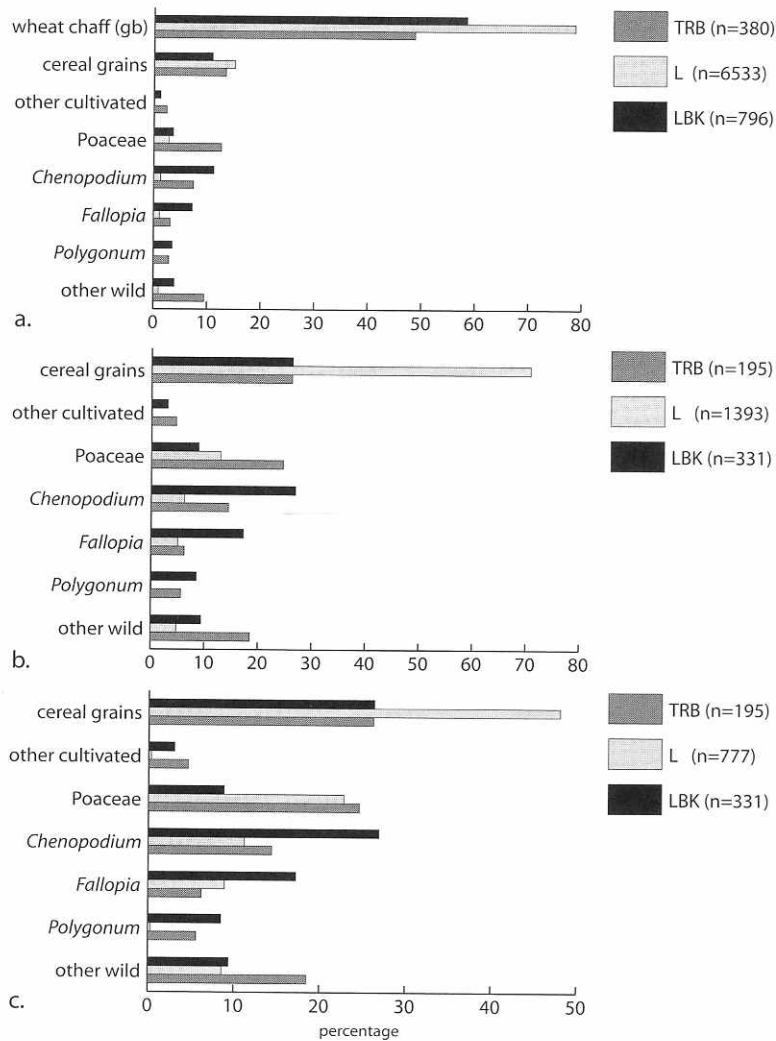 wheat chaff (gb)
cereal grains
other cultivated
Poaceae
Chenopodium
Fallopia
Polygonum
other wild
a.
0 10 20 30 40 50 60 70 80
TRB (n=380)
L (n=6533)
LBK (n=796)
cereal grains
other cultivated
Poaceae
Chenopodium
Fallopia
Polygonum
other wild
b.
0 10 20 30 40 50 60 70 80
TRB (n=195)
L (n=1393)
LBK (n=331)
cereal grains
other cultivated
Poaceae
Chenopodium
Fallopia
Polygonum
other wild
c.
0 10 20 30 40 50
percentage
TRB (n=195)
L (n=777)
LBK (n=331)